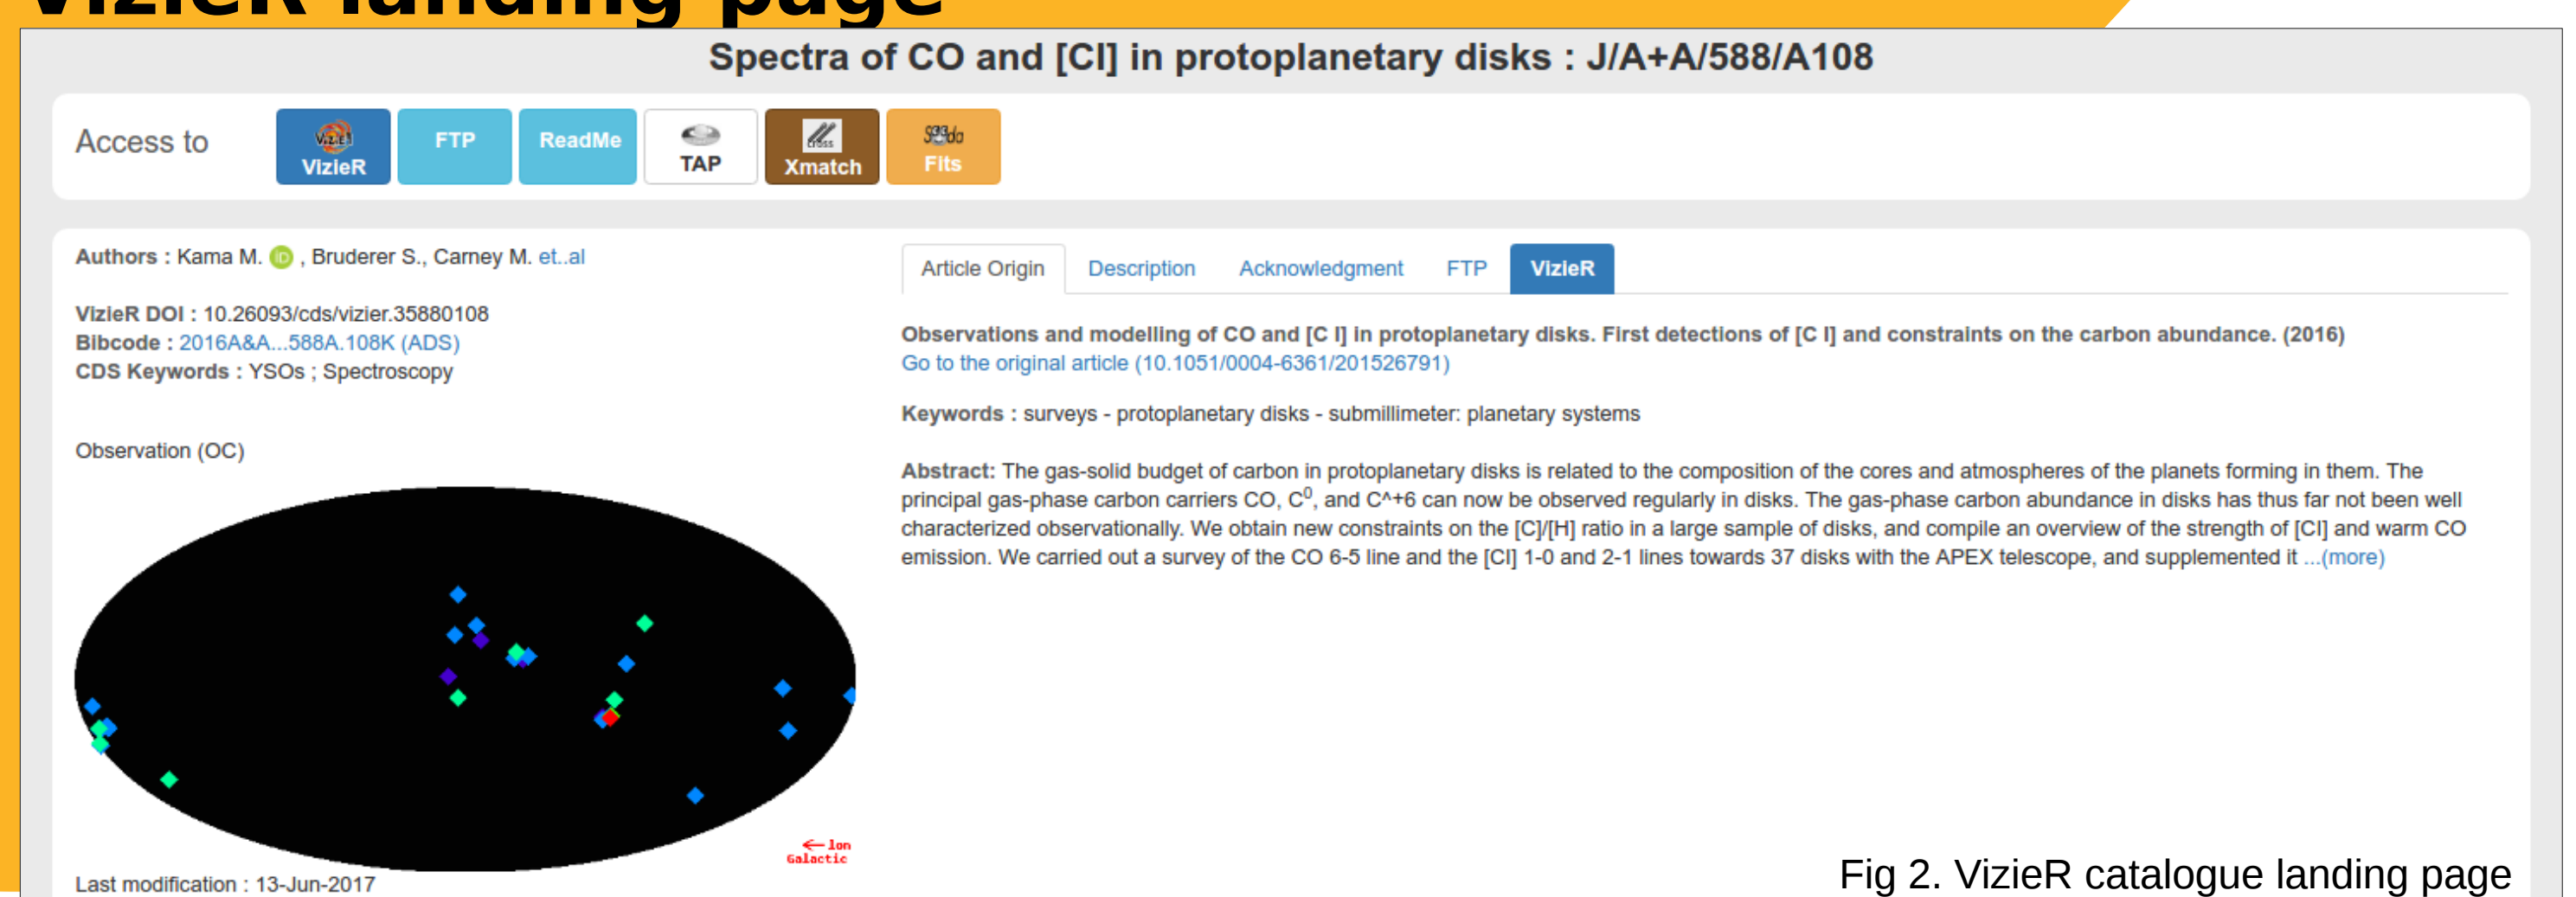 VizieR landing page
Spectra of CO and [CI] in protoplanetary disks : J/A+A/588/A108
Access to
VizieR
VizieR
FTP
ReadMe
TAP
cross
Xmatch
Fits
Authors : Kama M. iD , Bruderer S., Carney M. et..al
VizieR DOI : 10.26093/cds/vizier.35880108
Bibcode : 2016A&A...588A.108K (ADS)
CDS Keywords : YSOs ; Spectroscopy
Observation (OC)
←lon
Galactic
Last modification : 13-Jun-2017
Article Origin Description Acknowledgment FTP VizieR
Observations and modelling of CO and [C I] in protoplanetary disks. First detections of [C I] and constraints on the carbon abundance. (2016)
Go to the original article (10.1051/0004-6361/201526791)
Keywords : surveys - protoplanetary disks - submillimeter: planetary systems
Abstract: The gas-solid budget of carbon in protoplanetary disks is related to the composition of the cores and atmospheres of the planets forming in them. The
principal gas-phase carbon carriers CO, C⁰, and C^+6 can now be observed regularly in disks. The gas-phase carbon abundance in disks has thus far not been well
characterized observationally. We obtain new constraints on the [C]/[H] ratio in a large sample of disks, and compile an overview of the strength of [CI] and warm CO
emission. We carried out a survey of the CO 6-5 line and the [CI] 1-0 and 2-1 lines towards 37 disks with the APEX telescope, and supplemented it ...(more)
Fig 2. VizieR catalogue landing page